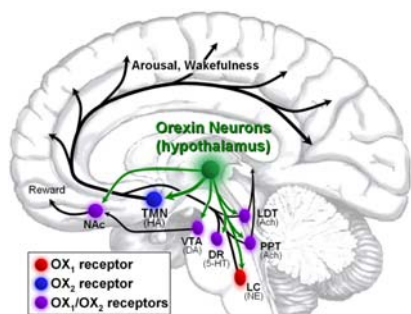 Arousal, Wakefulness
Orexin Neurons
(hypothalamus)
Reward
NAc
TMN
(HA)
VTA
(DA)
DR
(5-HT)
LDT
(Ach)
PPT
(Ach)
LC
(NE)
OX₁ receptor
OX₂ receptor
OX₁/OX₂ receptors